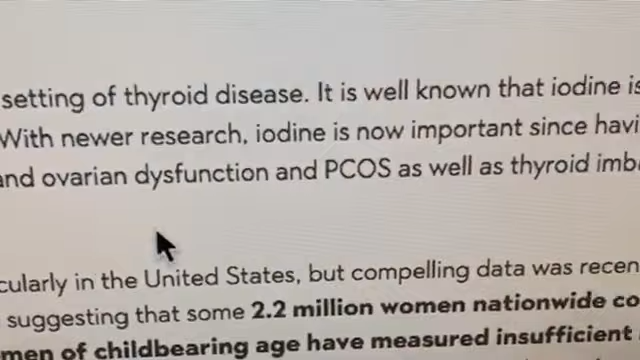 setting of thyroid disease. It is well known that iodine is
With newer research, iodine is now important since havi
and ovarian dysfunction and PCOS as well as thyroid imb
cularly in the United States, but compelling data was recen
suggesting that some 2.2 million women nationwide co
men of childbearing age have measured insufficient